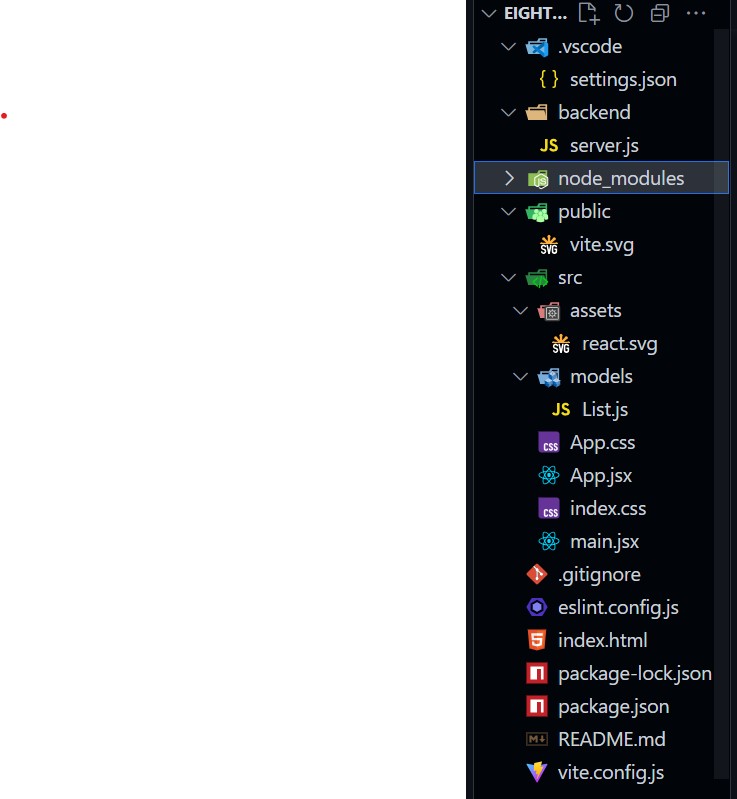 EIGHT...
.vscode
{ } settings.json
backend
JS server.js
node_modules
public
SVG vite.svg
src
assets
SVG react.svg
models
JS List.js
CSS App.css
App.jsx
CSS index.css
main.jsx
.gitignore
eslint.config.js
5 index.html
package-lock.json
package.json
M README.md
vite.config.js